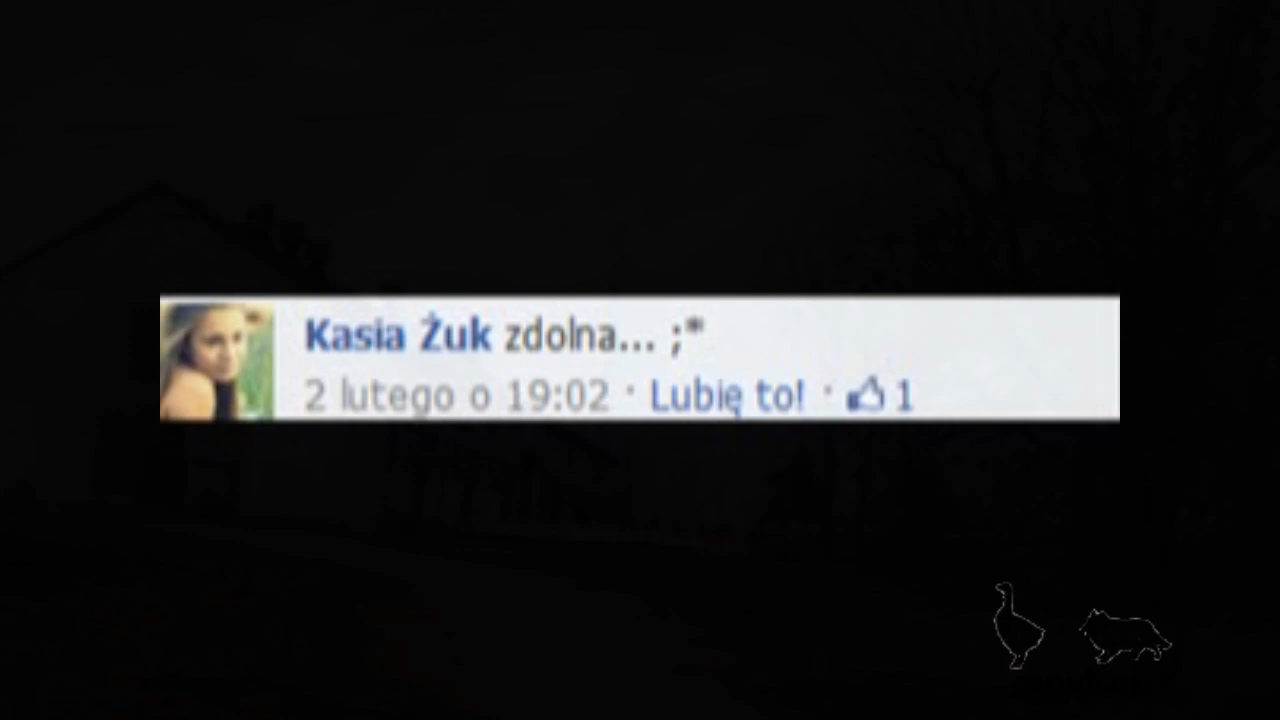 Kasia Żuk zdolna... ;*
2 lutego o 19:02 · Lubię to! · 1